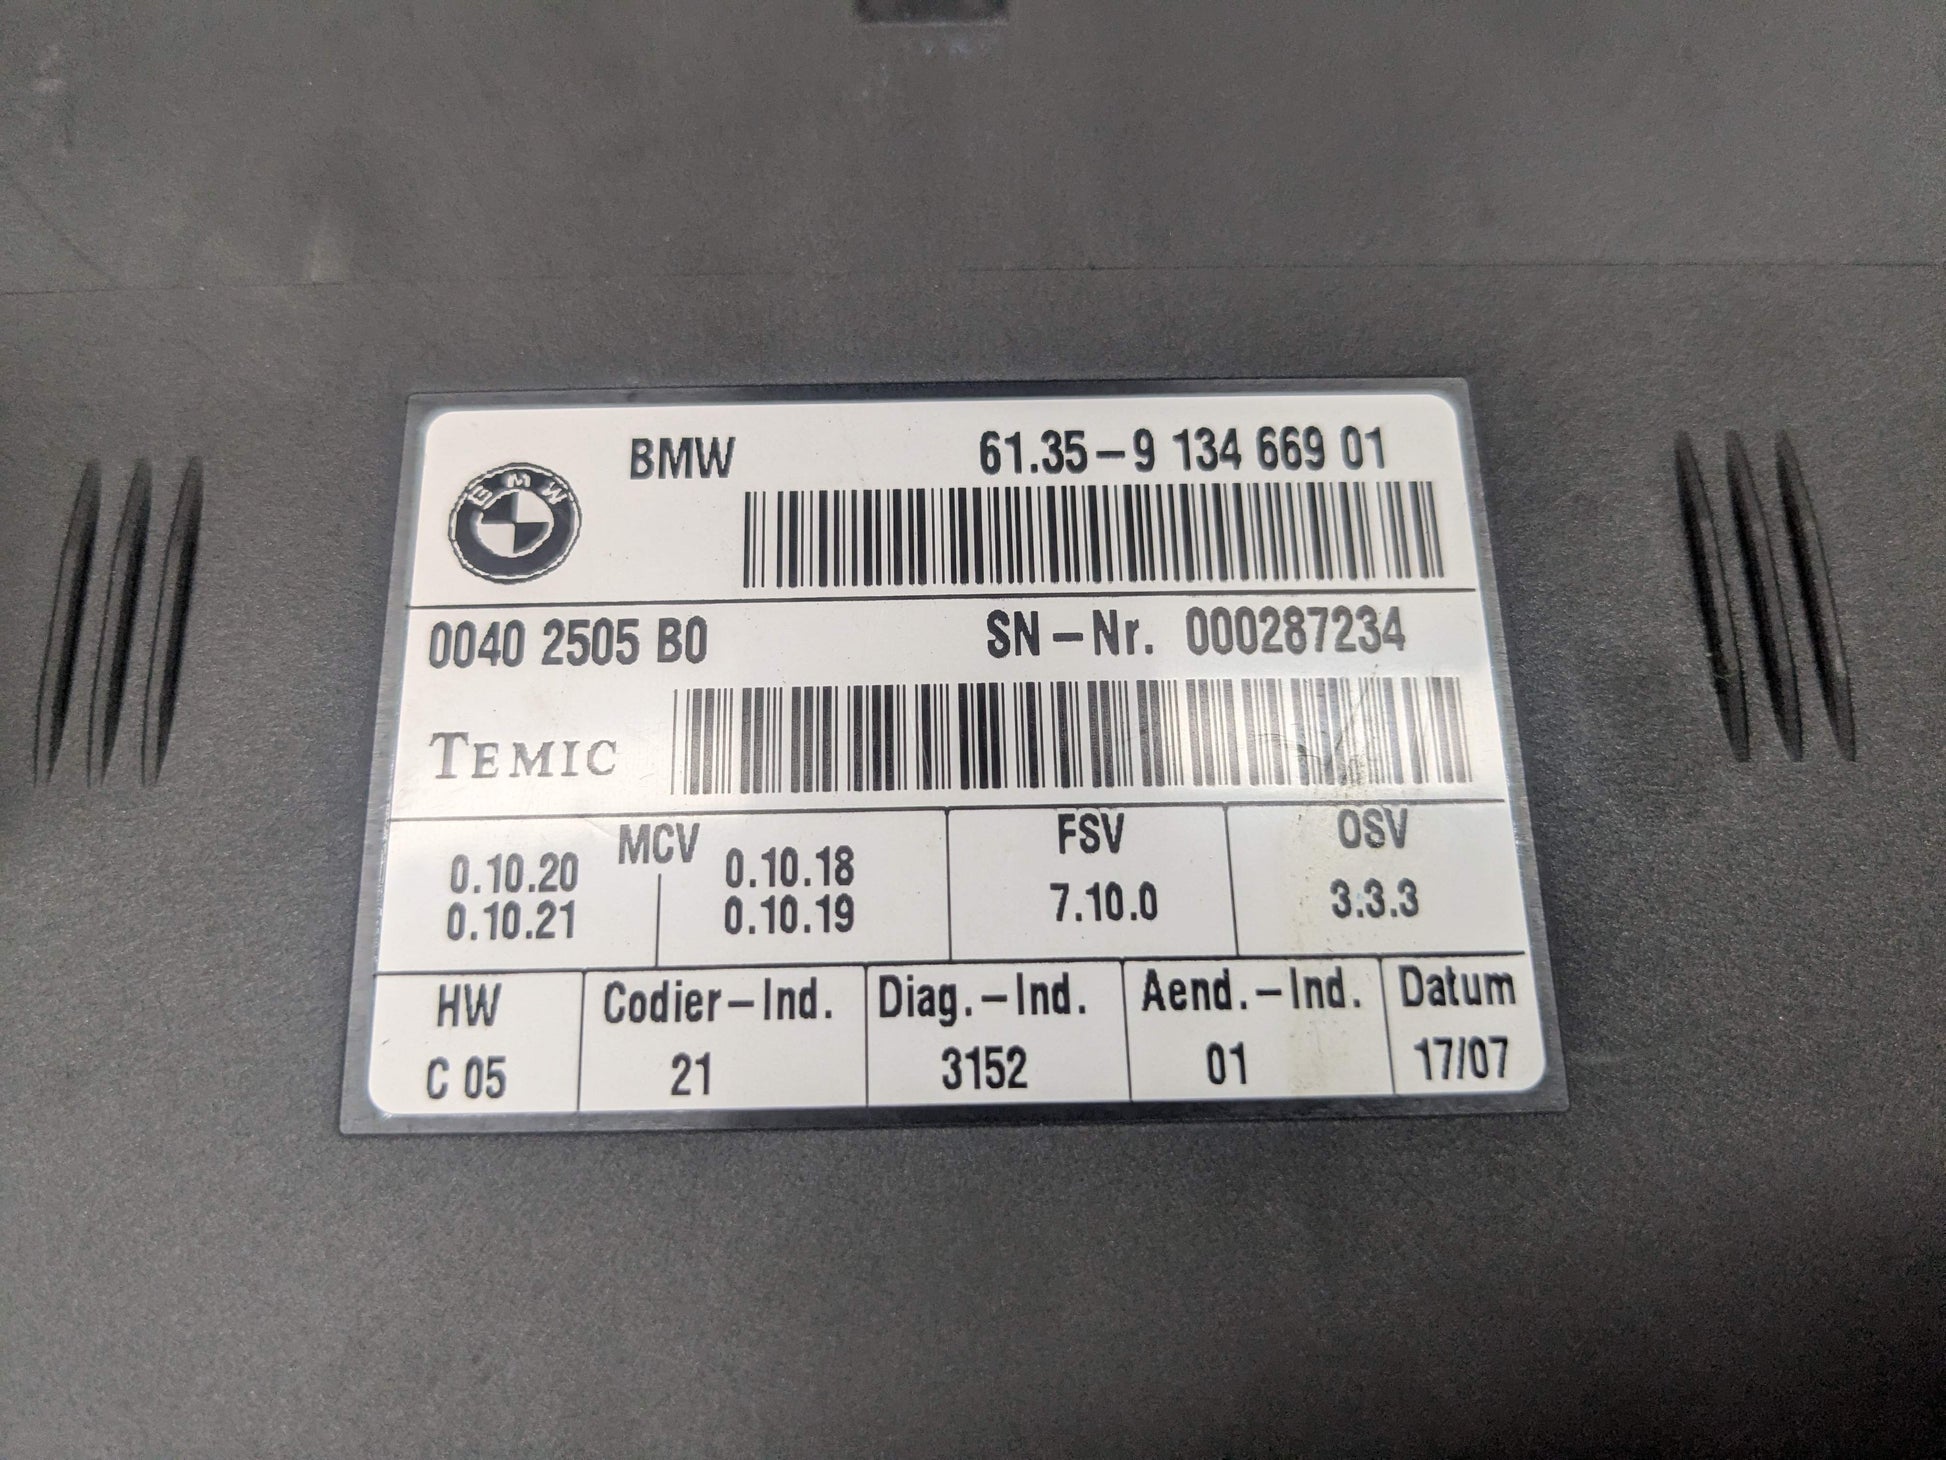 BMW 61.35-9 134 669 01
BMW
0040 2505 B0 SN-Nr. 000287234
TEMIC
MCV FSV OSV
0.10.20 0.10.18 7.10.0 3.3.3
0.10.21 0.10.19
HW Codier-Ind. Diag.-Ind. Aend.-Ind. Datum
C 05 21 3152 01 17/07